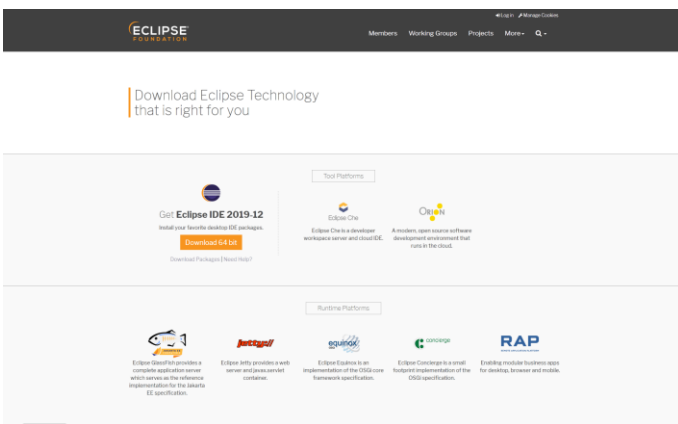 Log in Manage Cookies
ECLIPSE
FOUNDATION
Members Working Groups Projects More
Download Eclipse Technology
that is right for you
Tool Platforms
Get Eclipse IDE 2019-12
Install your favorite desktop IDE packages.
Download 64 bit
Download Packages | Need Help?
Eclipse Che
Eclipse Che is a developer
workspace server and cloud IDE.
ORION
A modern, open source software
development environment that
runs in the cloud.
Runtime Platforms
Eclipse GlassFish provides a
complete application server
which serves as the reference
implementation for the Jakarta
EE specification.
jetty://
Eclipse Jetty provides a web
server and javax.servlet
container.
equinox
Eclipse Equinox is an
implementation of the OSGi core
framework specification.
concierge
Eclipse Concierge is a small
footprint implementation of the
OSGi specification.
RAP
Enabling modular business apps
for desktop, browser and mobile.